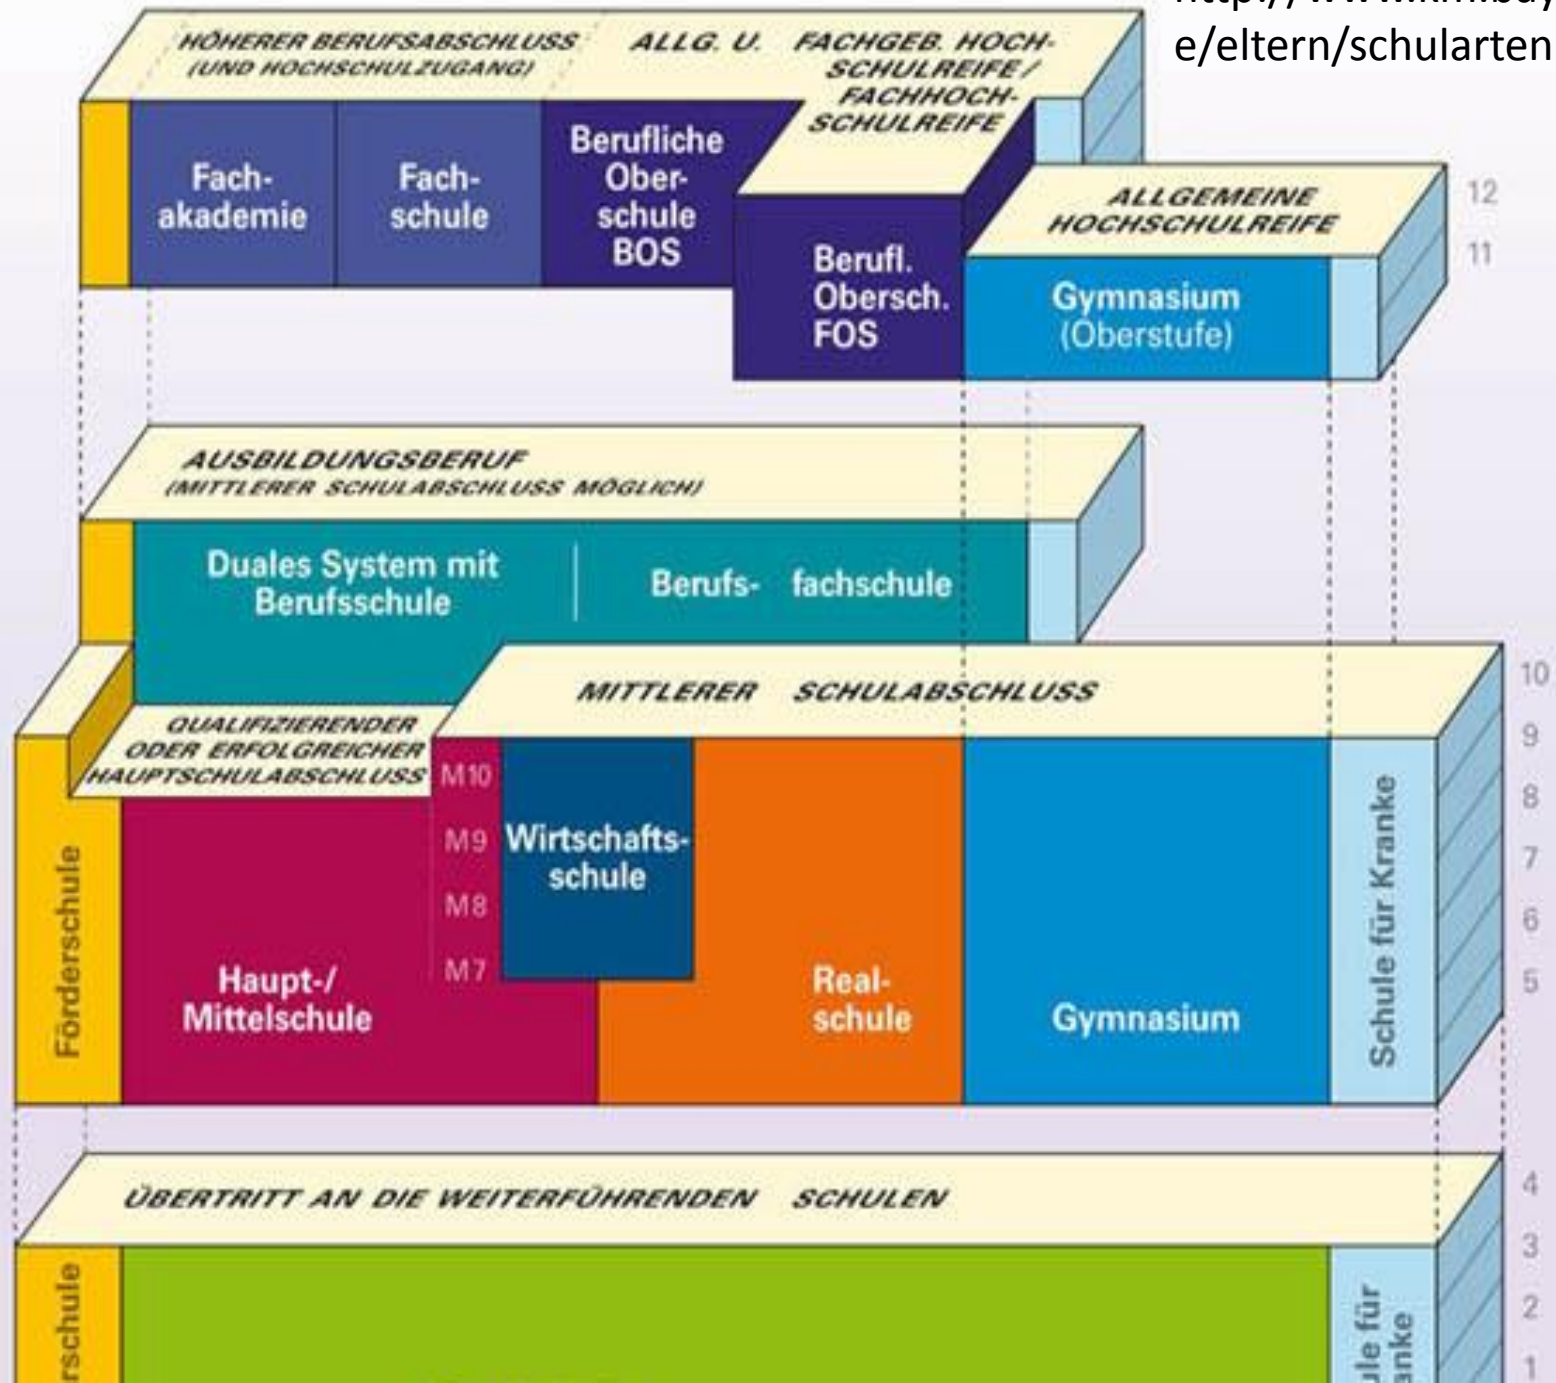 e/eltern/schularten
HÖHERER BERUFSABSCHLUSS
(UND HOCHSCHULZUGANG)
ALLG. U. FACHGEB. HOCH-
SCHULREIFE/
FACHHOCH-
SCHULREIFE
Fach-
akademie
Fach-
schule
Berufliche
Ober-
schule
BOS
Berufl.
Obersch.
FOS
ALLGEMEINE
HOCHSCHULREIFE
Gymnasium
(Oberstufe)
12
11
AUSBILDUNGSBERUF
(MITTLERER SCHULABSCHLUSS MÖGLICH)
Duales System mit
Berufsschule
Berufs- fachschule
MITTLERER SCHULABSCHLUSS
QUALIFIZIERENDER
ODER ERFOLGREICHER
HAUPTSCHULABSCHLUSS
M10
M9
M8
M7
Wirtschafts-
schule
Förderschule
Haupt-/
Mittelschule
Real-
schule
Gymnasium
Schule für Kranke
10
9
8
7
6
5
ÜBERTRITT AN DIE WEITERFÜHRENDEN SCHULEN
4
3
2
1